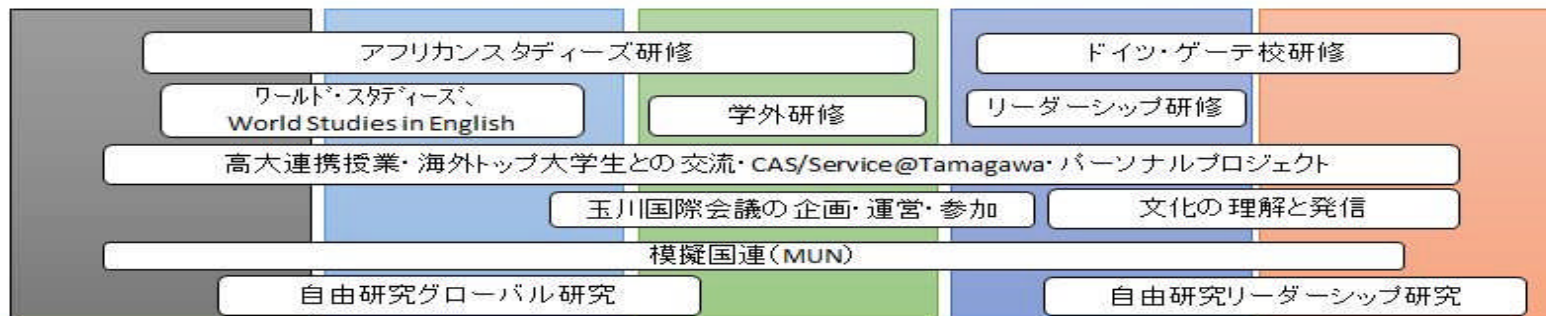 アフリカンスタディーズ研修
ドイツ・ゲーテ校研修
ワールド・スタディーズ、
World Studies in English
学外研修
リーダーシップ研修
高大連携授業・海外トップ大学生との交流・CAS/Service@Tamagawa・パーソナルプロジェクト
玉川国際会議の企画・運営・参加
文化の理解と発信
模擬国連(MUN)
自由研究グローバル研究
自由研究リーダーシップ研究